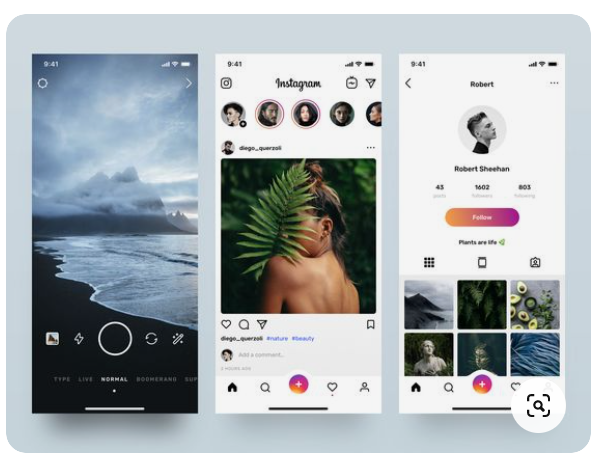 9:41
TYPE LIVE NORMAL BOOMERANG SUP
9:41
Instagram
diego_querzoli
diego_querzoli #nature #beauty
Add a comment...
2 HOURS AGO
9:41
Robert
Robert Sheehan
43 1602 803
posts followers following
Follow
Plants are life